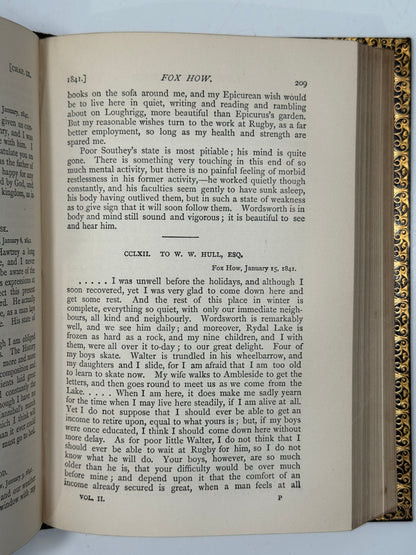 [CHAP. IX.
January, 1841.
given an
January 6, 1841.
1841.] FOX HOW. 209
books on the sofa around me, and my Epicurean wish would
be to live here in quiet, writing and reading and rambling
about on Loughrigg, more beautiful than Epicurus's garden.
But my reasonable wishes turn to the work at Rugby, as a far
better employment, so long as my health and strength are
spared me.
Poor Southey's state is most pitiable; his mind is quite
gone. There is something very touching in this end of so
much mental activity, but there is no painful feeling of morbid
restlessness in his former activity,—he worked quietly though
constantly, and his faculties seem gently to have sunk asleep,
his body having outlived them, but in such a state of weakness
as to give sign that it will soon follow them. Wordsworth is in
body and mind still sound and vigorous; it is beautiful to see
and hear him.
CCLXII. TO W. W. HULL, ESQ.
Fox How, January 15, 1841.
. . . . . I was unwell before the holidays, and although I
soon recovered, yet I was very glad to come down here and
get some rest. And the rest of this place in winter is
complete, everything so quiet, with only our immediate neigh-
bours, all kind to us, and all beautiful. Wordsworth is remarkably
well, and we see him daily; and moreover, Rydal Lake is
frozen as hard as a rock, and my nine children, and I with
them, were all over it to-day; to our great delight. Four of
my boys skate. Walter is trundled in his wheelbarrow, and
my daughters and I slide, for I am afraid that I am too old
to learn to skate now. My wife walks to Ambleside to get the
letters, and then goes round to meet us as we come from the
Lake. . . . . When I am here, it does make me sadly yearn
for the time when I may live here steadily, if I am ever to do it.
Yet I do not suppose that I should ever be able to get an
income to retire upon, equal to what yours is; but, if my boys
were once educated, I think I should come down here without
more delay. As for poor little Walter, I do not think that I
shall ever be able to wait at Rugby for him, so I do not
know what he will do. Your boys, however, are so much
older than he is, that your difficulty would be over much
before mine; and depend upon it that the comfort of an
income already secured is great, when a man feels at all
VOL. II. P